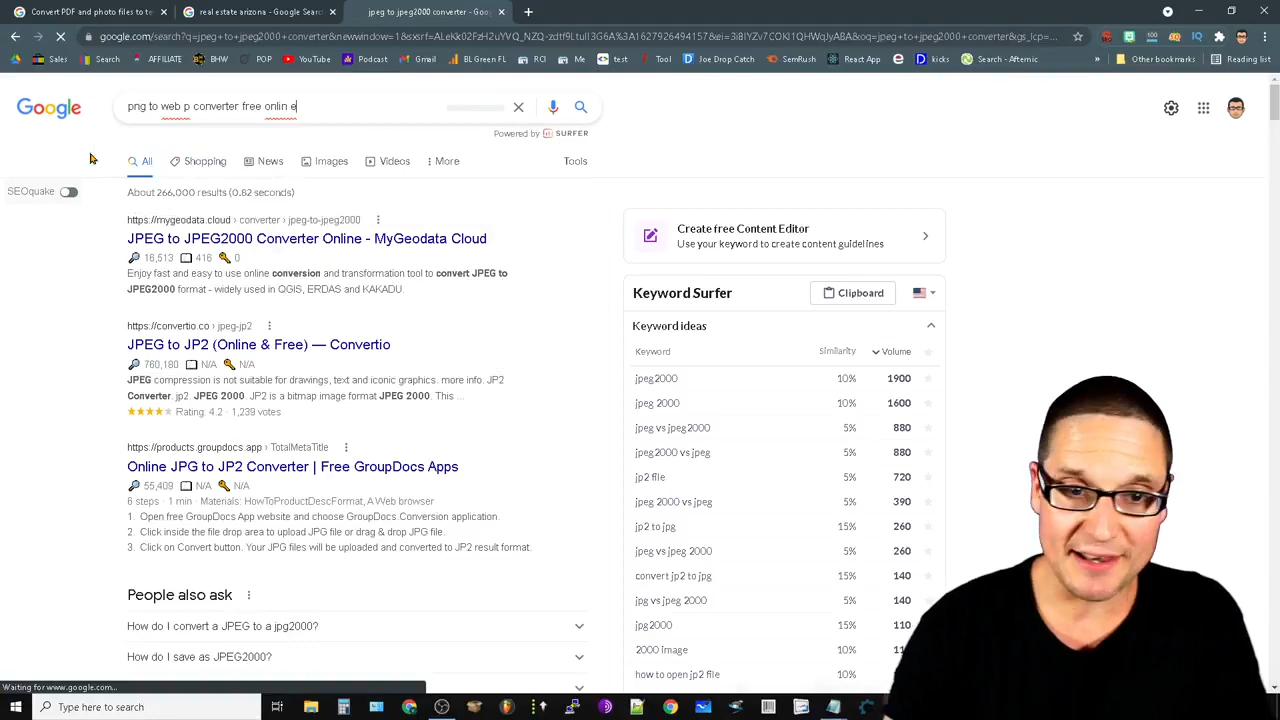 Convert PDF and photo files to
real estate arizona - Google Search
jpeg to jpeg2000 converter - Goo
google.com/search?q=jpeg+to+jpeg2000+converter&newwindow=1&sxsrf=
Sales
Search
AFFILIATE
BHW
POP
YouTube
Podcast
Gmail
BL Green FL
RCI
Me
test
Tool
Joe Drop Catch
SemRush
React App
kicks
Search - Afternic
»
Other bookmarks
Reading list
Google
png to web p converter free onlin e
Powered by SURFER
All
Shopping
News
Images
Videos
More
Tools
SEOquake
About 266,000 results (0.82 seconds)
https://mygeodata.cloud › converter › jpeg-to-jpeg2000
JPEG to JPEG2000 Converter Online - MyGeodata Cloud
16,513 416 0
Enjoy fast and easy to use online conversion and transformation tool to convert JPEG to
JPEG2000 format - widely used in QGIS, ERDAS and KAKADU.
https://convertio.co › jpeg-jp2
JPEG to JP2 (Online & Free) — Convertio
760,180 N/A N/A
JPEG compression is not suitable for drawings, text and iconic graphics. more info. JP2
Converter. jp2. JPEG 2000. JP2 is a bitmap image format JPEG 2000. This ...
Rating: 4.2 · 1,239 votes
https://products.groupdocs.app › TotalMetaTitle
Online JPG to JP2 Converter | Free GroupDocs Apps
55,409 N/A N/A
6 steps · 1 min · Materials: HowToProductDescFormat, A Web browser
1. Open free GroupDocs App website and choose GroupDocs.Conversion application.
2. Click inside the file drop area to upload JPG file or drag & drop JPG file.
3. Click on Convert button. Your JPG files will be uploaded and converted to JP2 result format.
People also ask
How do I convert a JPEG to a jpg2000?
How do I save as JPEG2000?
Create free Content Editor
Use your keyword to create content guidelines
Keyword Surfer
Clipboard
Keyword ideas
Keyword Similarity Volume
jpeg2000 10% 1900
jpeg 2000 10% 1600
jpeg vs jpeg2000 5% 880
jpeg2000 vs jpeg 5% 880
jp2 file 5% 720
jpeg 2000 vs jpeg 5% 390
jp2 to jpg 15% 260
jpeg vs jpeg 2000 5% 260
convert jp2 to jpg 15% 140
jpg vs jpeg 2000 5% 140
jpg2000 15% 110
2000 image 10%
how to open jp2 file 10%
Waiting for www.google.com...
Type here to search